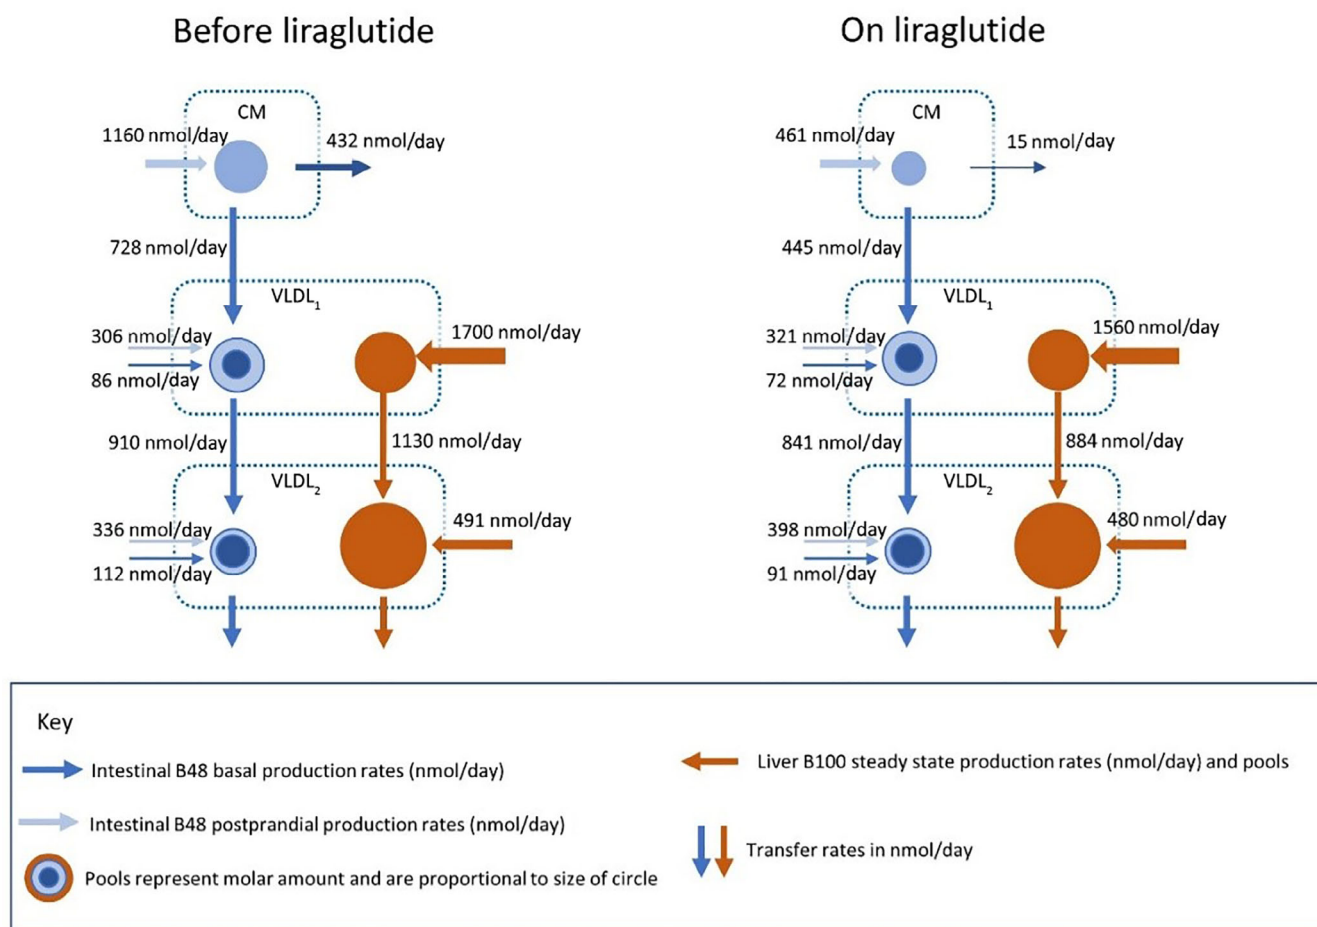 Before liraglutide
On liraglutide
CM
1160 nmol/day
432 nmol/day
728 nmol/day
VLDL1
306 nmol/day
86 nmol/day
1700 nmol/day
910 nmol/day
1130 nmol/day
VLDL2
336 nmol/day
112 nmol/day
491 nmol/day
CM
461 nmol/day
15 nmol/day
445 nmol/day
VLDL1
321 nmol/day
72 nmol/day
1560 nmol/day
841 nmol/day
884 nmol/day
VLDL2
398 nmol/day
91 nmol/day
480 nmol/day
Key
Intestinal B48 basal production rates (nmol/day)
Intestinal B48 postprandial production rates (nmol/day)
Pools represent molar amount and are proportional to size of circle
Liver B100 steady state production rates (nmol/day) and pools
Transfer rates in nmol/day